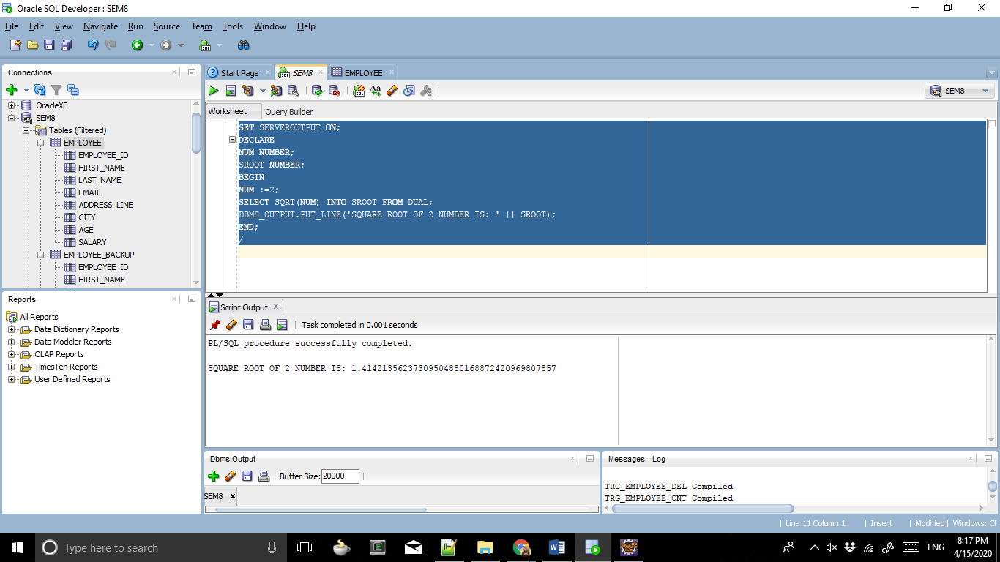 Oracle SQL Developer : SEM8
File Edit View Navigate Run Source Team Tools Window Help
Connections
OracleXE
SEM8
Tables (Filtered)
EMPLOYEE
EMPLOYEE_ID
FIRST_NAME
LAST_NAME
EMAIL
ADDRESS_LINE
CITY
AGE
SALARY
EMPLOYEE_BACKUP
EMPLOYEE_ID
FIRST_NAME
Reports
All Reports
Data Dictionary Reports
Data Modeler Reports
OLAP Reports
TimesTen Reports
User Defined Reports
Start Page SEM8 EMPLOYEE
SEM8
Worksheet Query Builder
SET SERVEROUTPUT ON;
DECLARE
NUM NUMBER;
SROOT NUMBER;
BEGIN
NUM :=2;
SELECT SQRT(NUM) INTO SROOT FROM DUAL;
DBMS_OUTPUT.PUT_LINE('SQUARE ROOT OF 2 NUMBER IS: ' || SROOT);
END;
/
Script Output x
Task completed in 0.001 seconds
PL/SQL procedure successfully completed.
SQUARE ROOT OF 2 NUMBER IS: 1.41421356237309504880168872420969807857
Dbms Output
Buffer Size: 20000
SEM8
Messages - Log
TRG_EMPLOYEE_DEL Compiled
TRG_EMPLOYEE_CNT Compiled
Line 11 Column 1 | Insert | Modified | Windows:
Type here to search
ENG
8:17 PM
4/15/2020